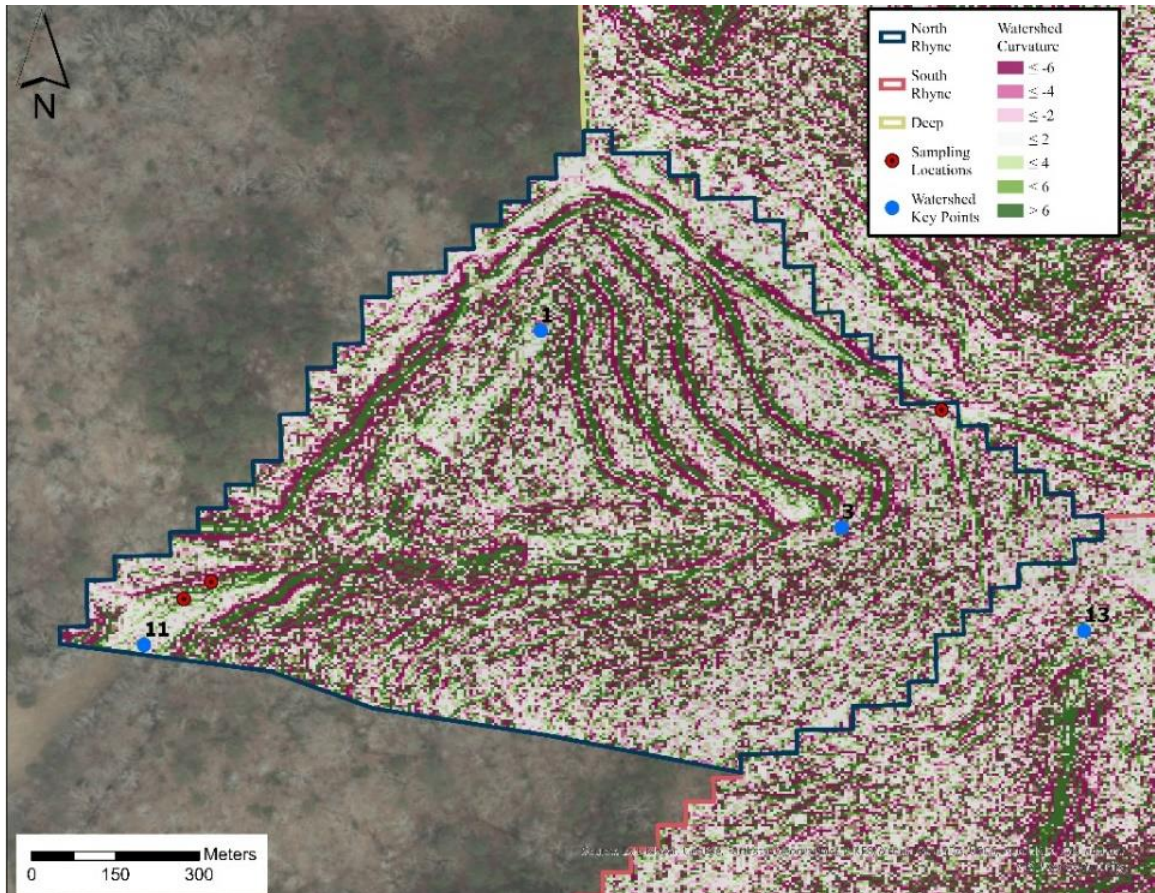 N
North
Rhyne
South
Rhyne
Deep
Sampling
Locations
Watershed
Key Points
Watershed
Curvature
≤ -6
≤ -4
≤ -2
≤ 2
≤ 4
< 6
> 6
1
3
11
13
Meters
0 150 300